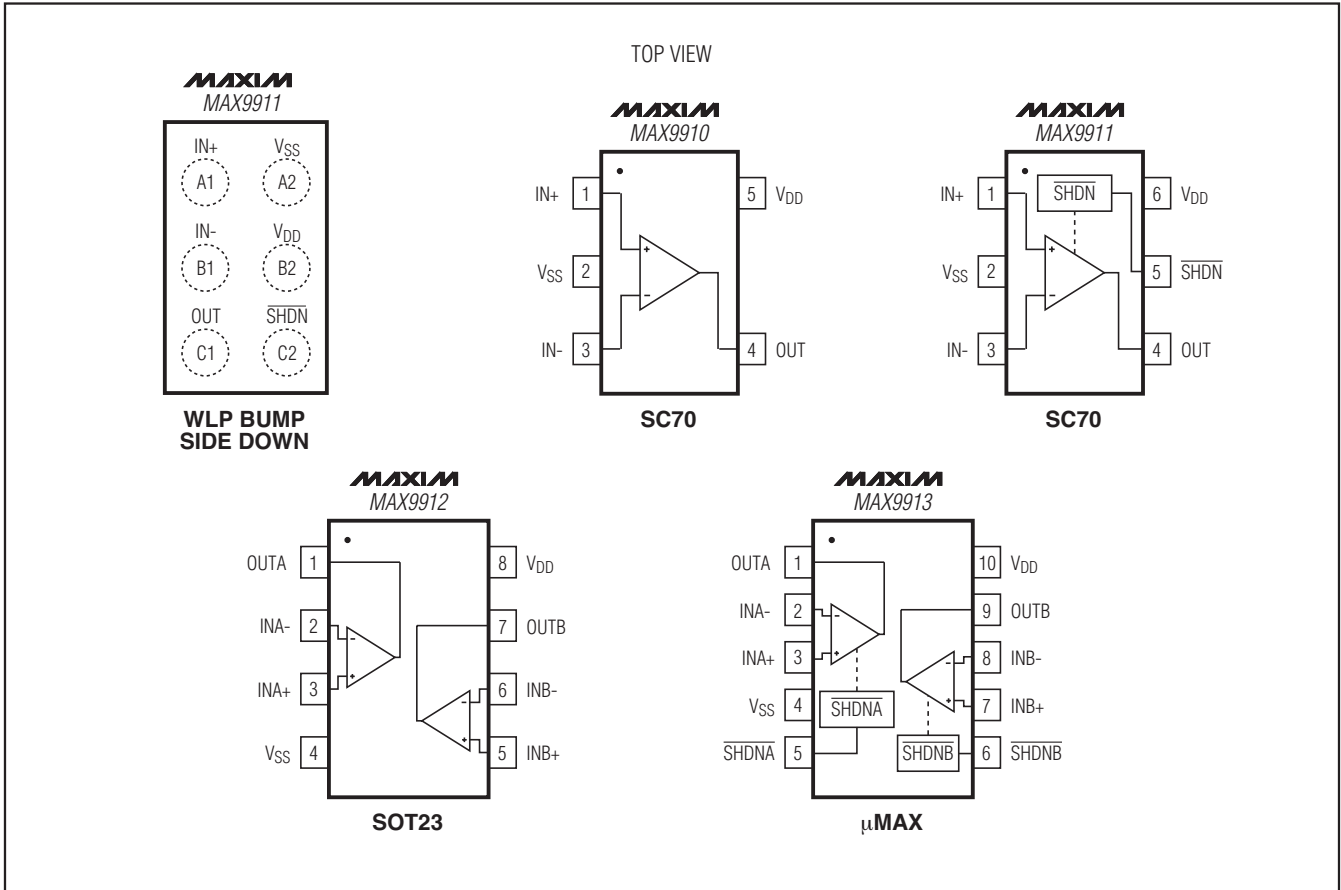 TOP VIEW
MAXIM
MAX9911
IN+ VSS
A1 A2
IN- VDD
B1 B2
OUT SHDN
C1 C2
WLP BUMP
SIDE DOWN
MAXIM
MAX9910
IN+ 1 5 VDD
+
VSS 2
-
IN- 3 4 OUT
SC70
MAXIM
MAX9911
IN+ 1 SHDN 6 VDD
+
VSS 2 5 SHDN
-
IN- 3 4 OUT
SC70
MAXIM
MAX9912
OUTA 1 8 VDD
INA- 2 - 7 OUTB
INA+ 3 + - 6 INB-
VSS 4 + 5 INB+
SOT23
MAXIM
MAX9913
OUTA 1 10 VDD
INA- 2 - 9 OUTB
INA+ 3 + - 8 INB-
VSS 4 SHDNA + 7 INB+
SHDNA 5 SHDNB 6 SHDNB
μMAX